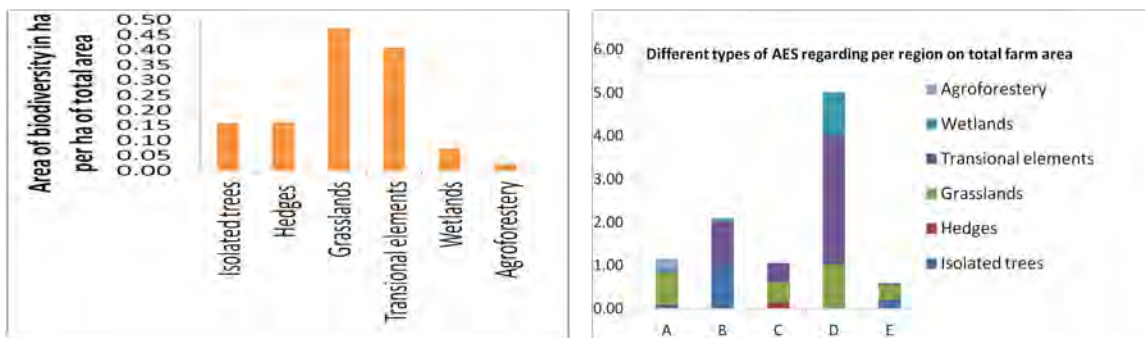 Area of biodiversity in ha
per ha of total area
0.50
0.45
0.40
0.35
0.30
0.25
0.20
0.15
0.10
0.05
0.00
Isolated trees
Hedges
Grasslands
Transional elements
Wetlands
Agroforestery
Different types of AES regarding per region on total farm area
6.00
5.00
4.00
3.00
2.00
1.00
0.00
A B C D E
Agroforestery
Wetlands
Transional elements
Grasslands
Hedges
Isolated trees